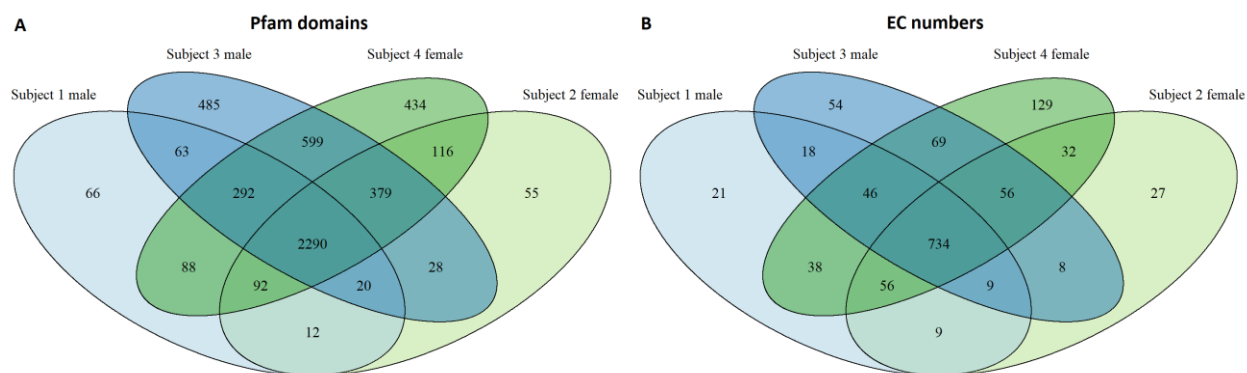 A
Pfam domains
Subject 3 male
Subject 4 female
Subject 1 male
Subject 2 female
485
434
63
599
116
66
292
379
55
2290
88
92
20
28
12
B
EC numbers
Subject 3 male
Subject 4 female
Subject 1 male
Subject 2 female
54
129
18
69
32
21
46
56
27
734
38
56
9
8
9